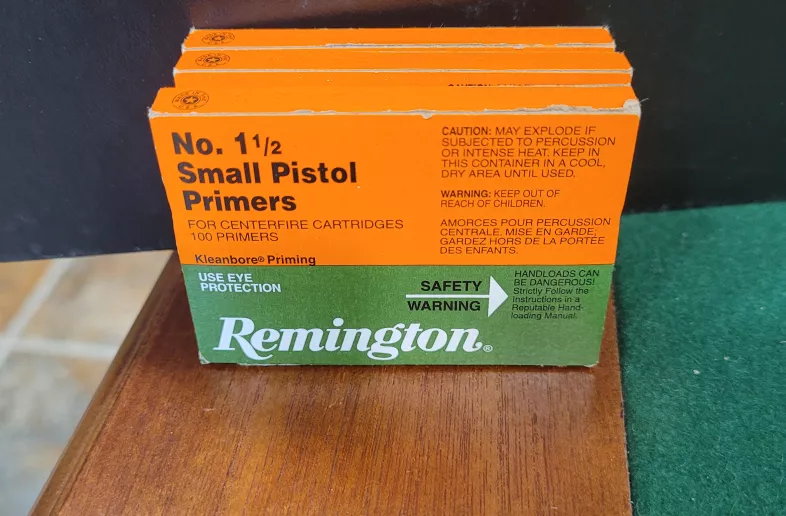 CAUTION:
No. 1 1/2
Small Pistol
Primers
FOR CENTERFIRE CARTRIDGES
100 PRIMERS
Kleanbore® Priming
CAUTION: MAY EXPLODE IF
SUBJECTED TO PERCUSSION
OR INTENSE HEAT. KEEP IN
THIS CONTAINER IN A COOL,
DRY AREA UNTIL USED.
WARNING: KEEP OUT OF
REACH OF CHILDREN.
AMORCES POUR PERCUSSION
CENTRALE. MISE EN GARDE;
GARDEZ HORS DE LA PORTÉE
DES ENFANTS.
USE EYE
PROTECTION
SAFETY
WARNING
HANDLOADS CAN
BE DANGEROUS!
Strictly Follow the
Instructions in a
Reputable Hand-
loading Manual.
Remington®